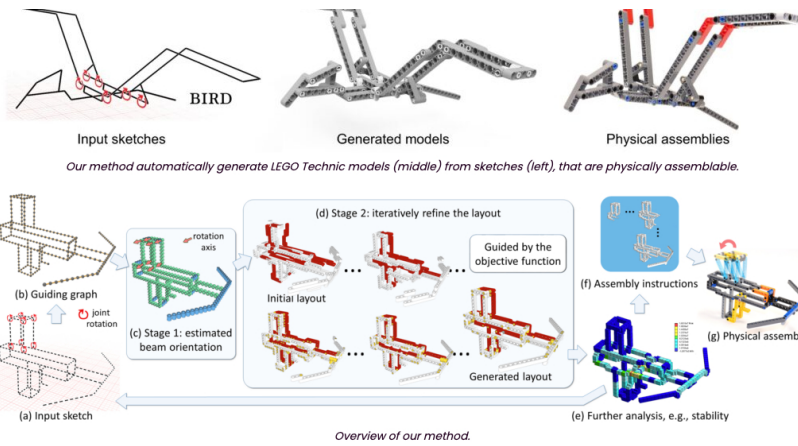 BIRD
Input sketches
Generated models
Physical assemblies
Our method automatically generate LEGO Technic models (middle) from sketches (left), that are physically assemblable.
(b) Guiding graph
joint
rotation
(a) Input sketch
rotation
axis
(c) Stage 1: estimated
beam orientation
(d) Stage 2: iteratively refine the layout
Initial layout
Guided by the
objective function
Generated layout
(e) Further analysis, e.g., stability
(f) Assembly instructions
(g) Physical assemb
Overview of our method.